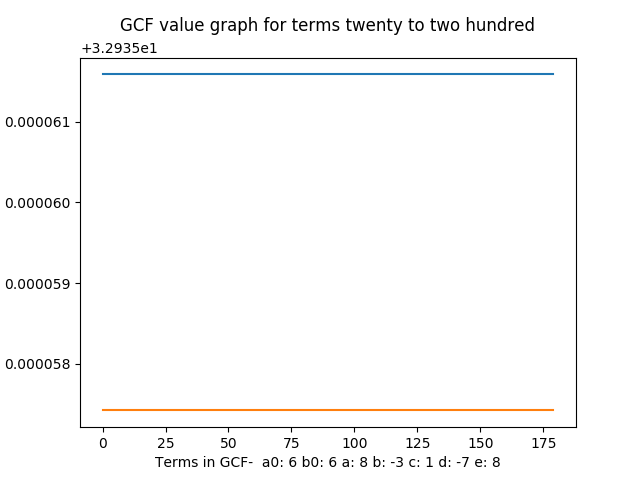 GCF value graph for terms twenty to two hundred
+3.2935e1
0.000061
0.000060
0.000059
0.000058
0 25 50 75 100 125 150 175
Terms in GCF-  a0: 6 b0: 6 a: 8 b: -3 c: 1 d: -7 e: 8